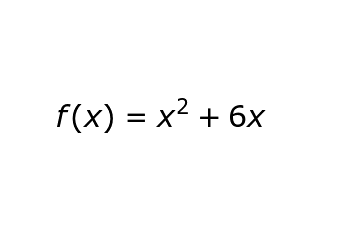 f(x) = x² + 6x